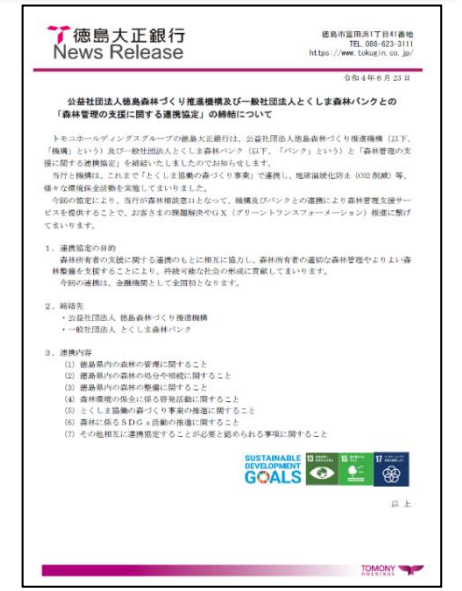 徳島大正銀行
News Release
徳島市富田浜1丁目41番地
TEL.088-623-3111
https://www.tokugin.co.jp/
令和4年6月23日
公益社団法人徳島森林づくり推進機構及び一般社団法人とくしま森林バンクとの
「森林管理の支援に関する連携協定」の締結について
トモニホールディングスグループの徳島大正銀行は、公益社団法人徳島森林づくり推進機構（以下、
「機構」という）及び一般社団法人とくしま森林バンク（以下、「バンク」という）と「森林管理の支
援に関する連携協定」を締結いたしましたのでお知らせします。
当行と機構は、これまで「とくしま協働の森づくり事業」で連携し、地球温暖化防止（CO2削減）等、
様々な環境保全活動を実施してまいりました。
今回の協定により、当行が森林相談窓口となって、機構及びバンクとの連携により森林管理支援サー
ビスを提供することで、お客さまの課題解決やＧＸ（グリーントランスフォーメーション）推進に繋げ
てまいります。
1．連携協定の目的
森林所有者の支援に関する連携のもとに相互に協力し、森林所有者の適切な森林管理やよりよい森
林整備を支援することにより、持続可能な社会の形成に貢献してまいります。
今回の連携は、金融機関として全国初となります。
2．締結先
・公益社団法人 徳島森林づくり推進機構
・一般社団法人 とくしま森林バンク
3．連携内容
(1) 徳島県内の森林の管理に関すること
(2) 徳島県内の森林の処分や相続に関すること
(3) 徳島県内の森林の整備に関すること
(4) 森林環境の保全に係る啓発活動に関すること
(5) とくしま協働の森づくり事業の推進に関すること
(6) 森林に係るＳＤＧｓ活動の推進に関すること
(7) その他相互に連携協定することが必要と認められる事項に関すること
SUSTAINABLE
DEVELOPMENT
GOALS
13
15
17
以 上
TOMONY
HOLDINGS